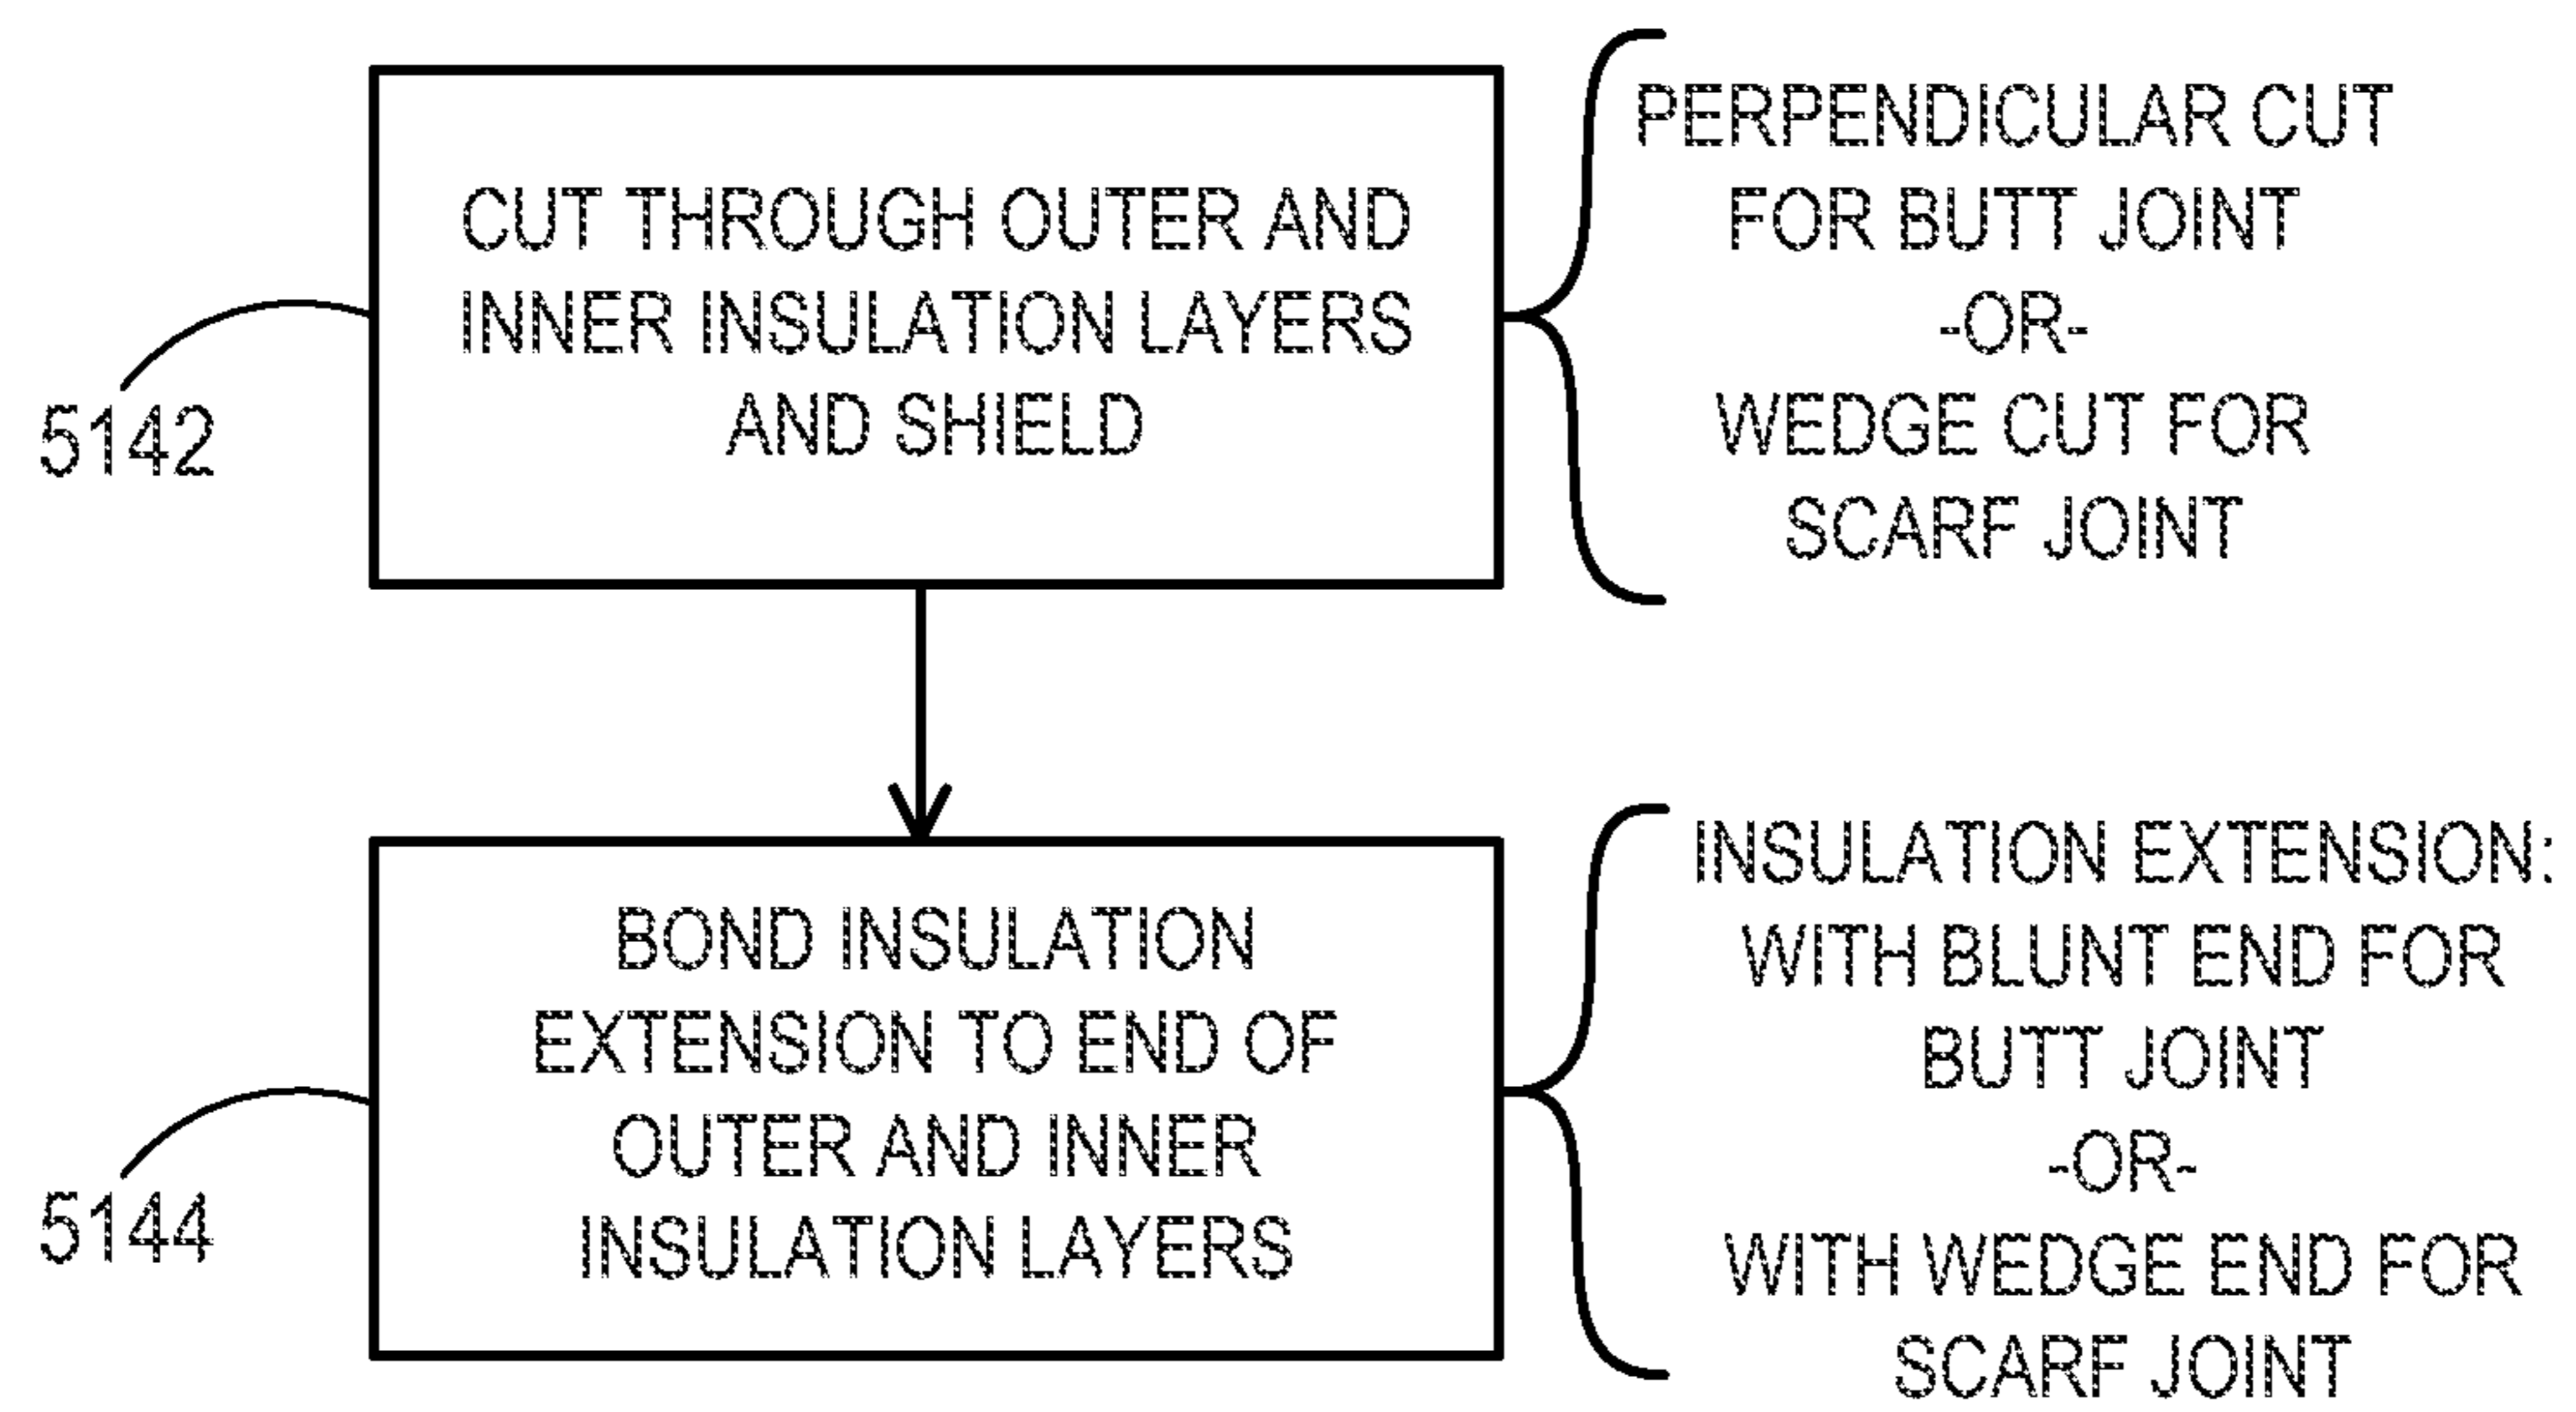 CUT THROUGH OUTER AND
INNER INSULATION LAYERS
AND SHIELD
5142
PERPENDICULAR CUT
FOR BUTT JOINT
-OR-
WEDGE CUT FOR
SCARF JOINT
BOND INSULATION
EXTENSION TO END OF
OUTER AND INNER
INSULATION LAYERS
5144
INSULATION EXTENSION:
WITH BLUNT END FOR
BUTT JOINT
-OR-
WITH WEDGE END FOR
SCARF JOINT